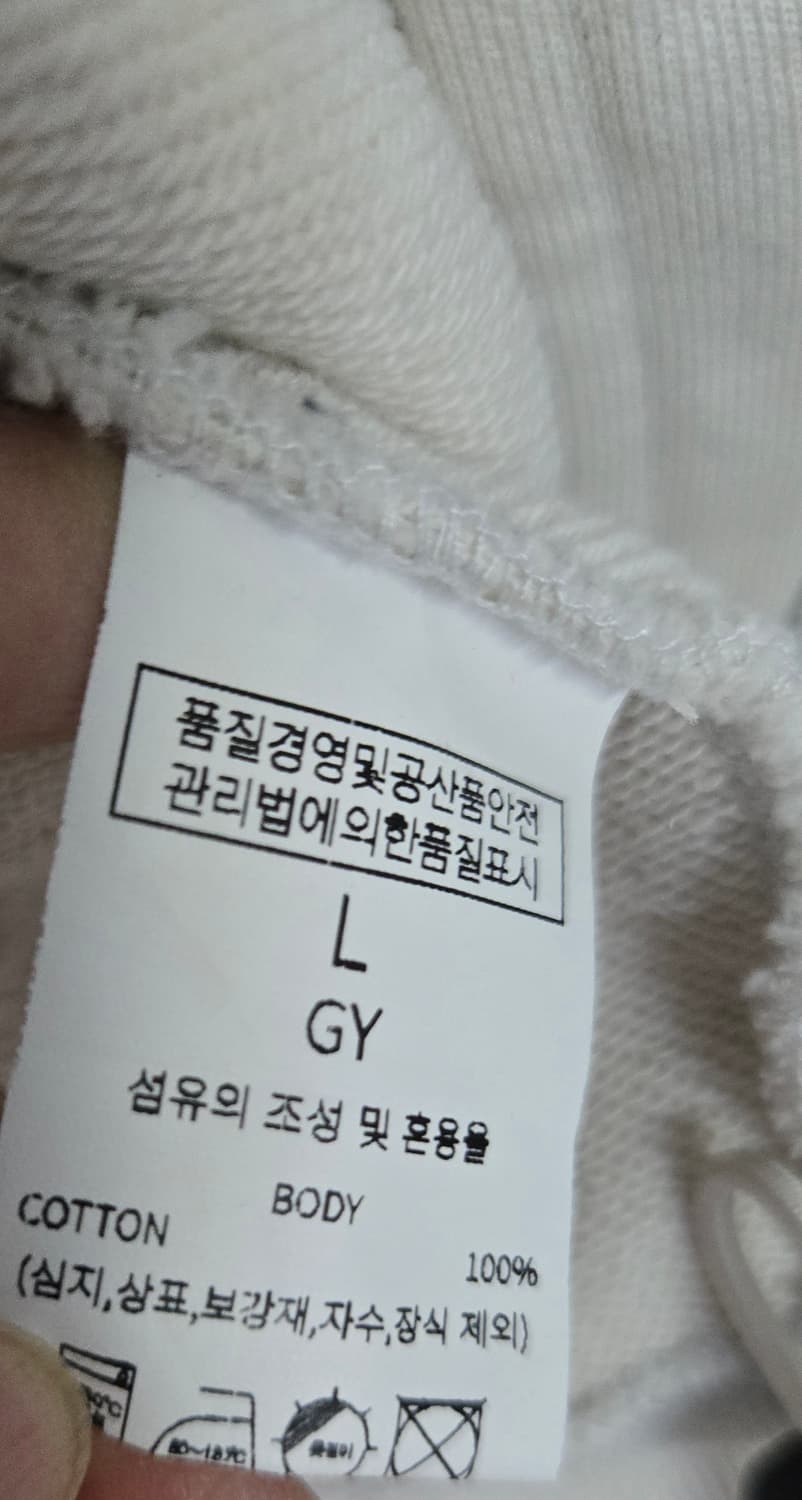 품질경영및공산품안전
관리법에의한품질표시
L
GY
섬유의 조성 및 혼용율
BODY
COTTON 100%
(심지,상표,보강재,자수,장식 제외)